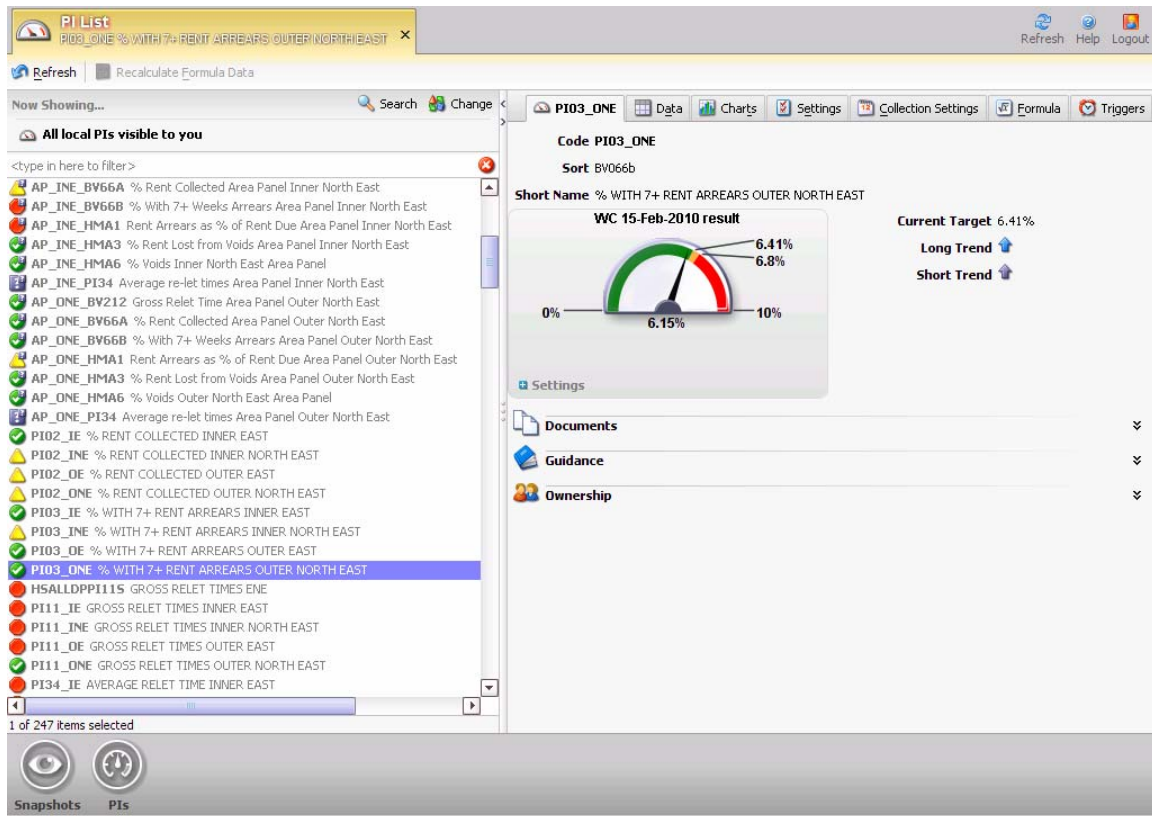 PI List
PI03_ONE % WITH 7+ RENT ARREARS OUTER NORTH EAST
Refresh Help Logout
Refresh Recalculate Formula Data
Now Showing... Search Change
All local PIs visible to you
<type in here to filter>
AP_INE_BV66A % Rent Collected Area Panel Inner North East
AP_INE_BV66B % With 7+ Weeks Arrears Area Panel Inner North East
AP_INE_HMA1 Rent Arrears as % of Rent Due Area Panel Inner North East
AP_INE_HMA3 % Rent Lost from Voids Area Panel Inner North East
AP_INE_HMA6 % Voids Inner North East Area Panel
AP_INE_PI34 Average re-let times Area Panel Inner North East
AP_ONE_BV212 Gross Relet Time Area Panel Outer North East
AP_ONE_BV66A % Rent Collected Area Panel Outer North East
AP_ONE_BV66B % With 7+ Weeks Arrears Area Panel Outer North East
AP_ONE_HMA1 Rent Arrears as % of Rent Due Area Panel Outer North East
AP_ONE_HMA3 % Rent Lost from Voids Area Panel Outer North East
AP_ONE_HMA6 % Voids Outer North East Area Panel
AP_ONE_PI34 Average re-let times Area Panel Outer North East
PI02_IE % RENT COLLECTED INNER EAST
PI02_INE % RENT COLLECTED INNER NORTH EAST
PI02_OE % RENT COLLECTED OUTER EAST
PI02_ONE % RENT COLLECTED OUTER NORTH EAST
PI03_IE % WITH 7+ RENT ARREARS INNER EAST
PI03_INE % WITH 7+ RENT ARREARS INNER NORTH EAST
PI03_OE % WITH 7+ RENT ARREARS OUTER EAST
PI03_ONE % WITH 7+ RENT ARREARS OUTER NORTH EAST
HSALLDPPI11S GROSS RELET TIMES ENE
PI11_IE GROSS RELET TIMES INNER EAST
PI11_INE GROSS RELET TIMES INNER NORTH EAST
PI11_OE GROSS RELET TIMES OUTER EAST
PI11_ONE GROSS RELET TIMES OUTER NORTH EAST
PI34_IE AVERAGE RELET TIME INNER EAST
1 of 247 items selected
PI03_ONE Data Charts Settings Collection Settings Formula Triggers
Code PI03_ONE
Sort BV066b
Short Name % WITH 7+ RENT ARREARS OUTER NORTH EAST
WC 15-Feb-2010 result
6.41%
6.8%
0%
10%
6.15%
Settings
Current Target 6.41%
Long Trend
Short Trend
Documents
Guidance
Ownership
Snapshots PIs